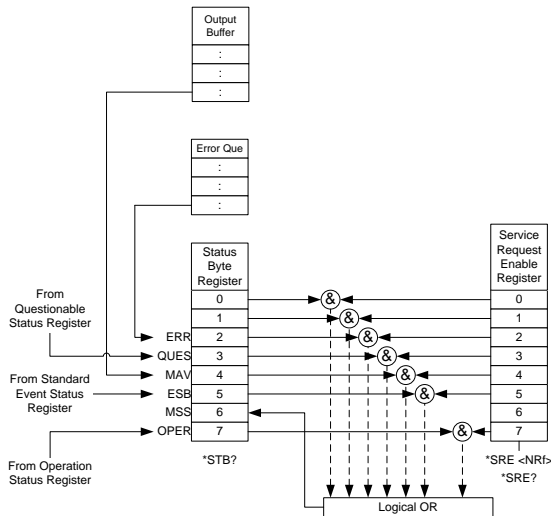 Output
Buffer
:
:
:
Error Que
:
:
:
Status
Byte
Register
Service
Request
Enable
Register
0 & 0
1 & 1
ERR 2 & 2
QUES 3 & 3
MAV 4 & 4
ESB 5 & 5
MSS 6 6
OPER 7 & 7
From
Questionable
Status Register
From Standard
Event Status
Register
From Operation
Status Register
*STB?
*SRE <NRf>
*SRE?
Logical OR